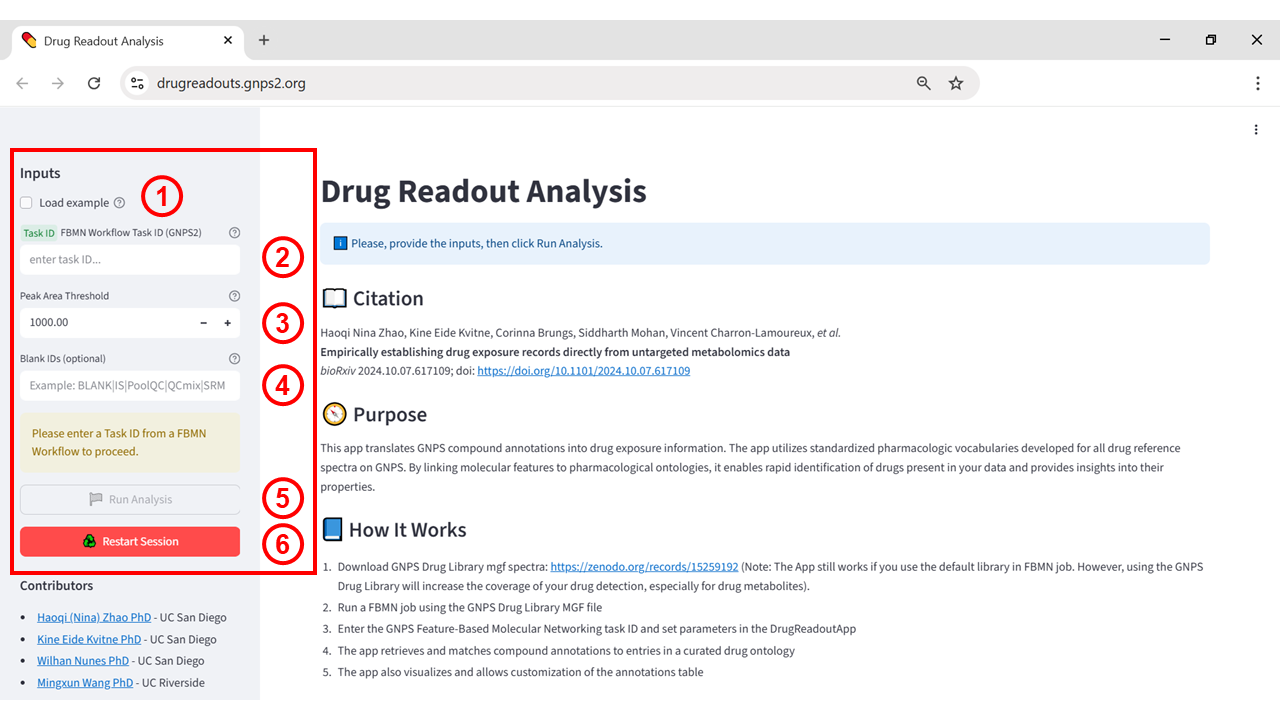 Drug Readout Analysis
drugreadouts.gnps2.org
Inputs
Load example
1
Task ID FBMN Workflow Task ID (GNPS2)
enter task ID...
2
Peak Area Threshold
1000.00
3
Blank IDs (optional)
Example: BLANK|IS|PoolQC|QCmix|SRM
4
Please enter a Task ID from a FBMN
Workflow to proceed.
Run Analysis
5
Restart Session
6
Contributors
Haoqi (Nina) Zhao PhD - UC San Diego
Kine Eide Kvitne PhD - UC San Diego
Wilhan Nunes PhD - UC San Diego
Mingxun Wang PhD - UC Riverside
Drug Readout Analysis
Please, provide the inputs, then click Run Analysis.
Citation
Haoqi Nina Zhao, Kine Eide Kvitne, Corinna Brungs, Siddharth Mohan, Vincent Charron-Lamoureux, et al.
Empirically establishing drug exposure records directly from untargeted metabolomics data
bioRxiv 2024.10.07.617109; doi: https://doi.org/10.1101/2024.10.07.617109
Purpose
This app translates GNPS compound annotations into drug exposure information. The app utilizes standardized pharmacologic vocabularies developed for all drug reference
spectra on GNPS. By linking molecular features to pharmacological ontologies, it enables rapid identification of drugs present in your data and provides insights into their
properties.
How It Works
1. Download GNPS Drug Library mgf spectra: https://zenodo.org/records/15259192 (Note: The App still works if you use the default library in FBMN job. However, using the GNPS
Drug Library will increase the coverage of your drug detection, especially for drug metabolites).
2. Run a FBMN job using the GNPS Drug Library MGF file
3. Enter the GNPS Feature-Based Molecular Networking task ID and set parameters in the DrugReadoutApp
4. The app retrieves and matches compound annotations to entries in a curated drug ontology
5. The app also visualizes and allows customization of the annotations table